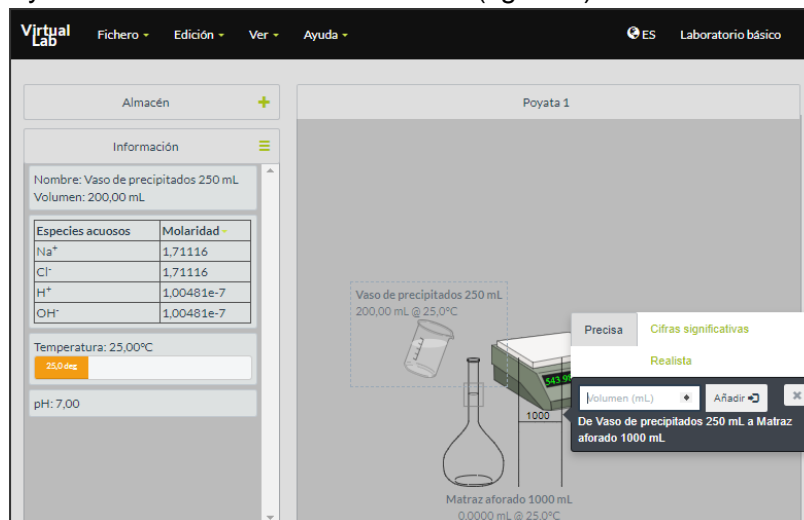 Virtual Lab Fichero Edición Ver Ayuda ES Laboratorio básico
Almacén
Información
Nombre: Vaso de precipitados 250 mL
Volumen: 200,00 mL
Especies acuosos Molaridad
Na⁺ 1,71116
Cl⁻ 1,71116
H⁺ 1,00481e-7
OH⁻ 1,00481e-7
Temperatura: 25,00ºC
25,0 deg
pH: 7,00
Poyata 1
Vaso de precipitados 250 mL
200,00 mL @ 25,0ºC
1000
Matraz aforado 1000 mL
0,0000 mL @ 25,0ºC
Precisa Cifras significativas
Realista
Volumen (mL) Añadir
De Vaso de precipitados 250 mL a Matraz
aforado 1000 mL